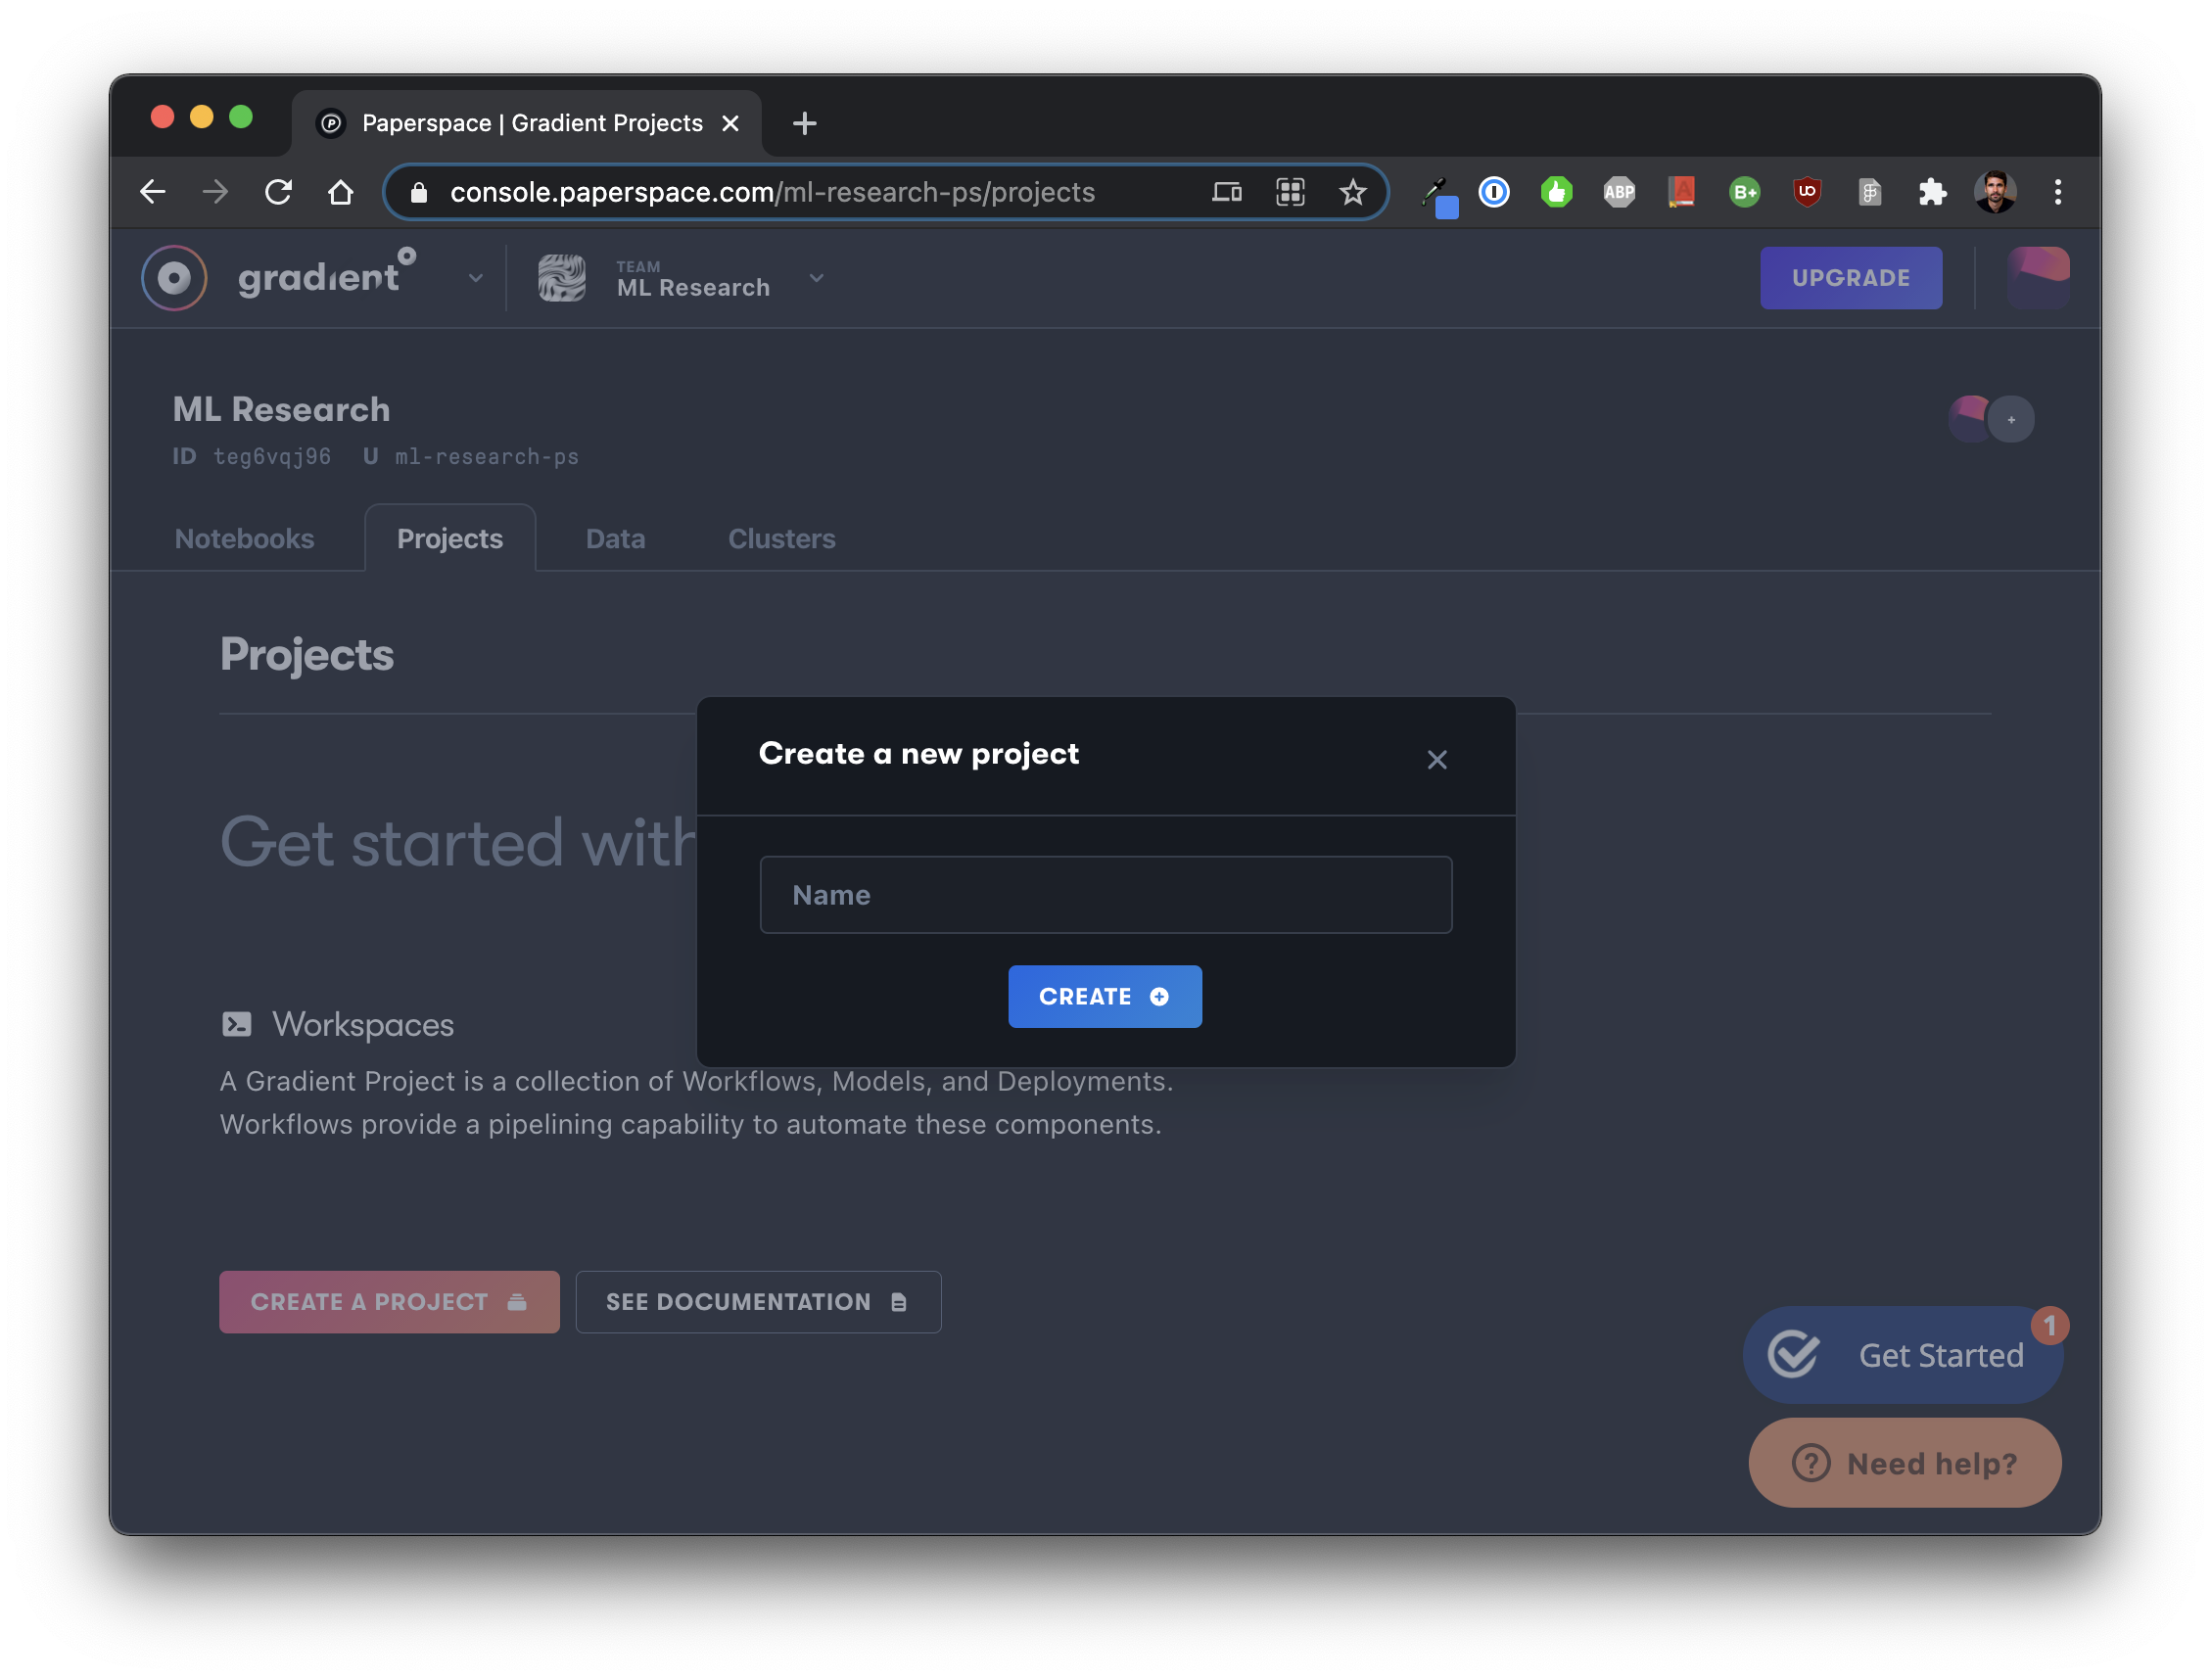 Paperspace | Gradient Projects
console.paperspace.com/ml-research-ps/projects
ABP
B+
gradient
TEAM
ML Research
UPGRADE
ML Research
ID teg6vqj96 U ml-research-ps
Notebooks Projects Data Clusters
Projects
Create a new project
Get started with
Name
CREATE
Workspaces
A Gradient Project is a collection of Workflows, Models, and Deployments.
Workflows provide a pipelining capability to automate these components.
CREATE A PROJECT
SEE DOCUMENTATION
1
Get Started
Need help?